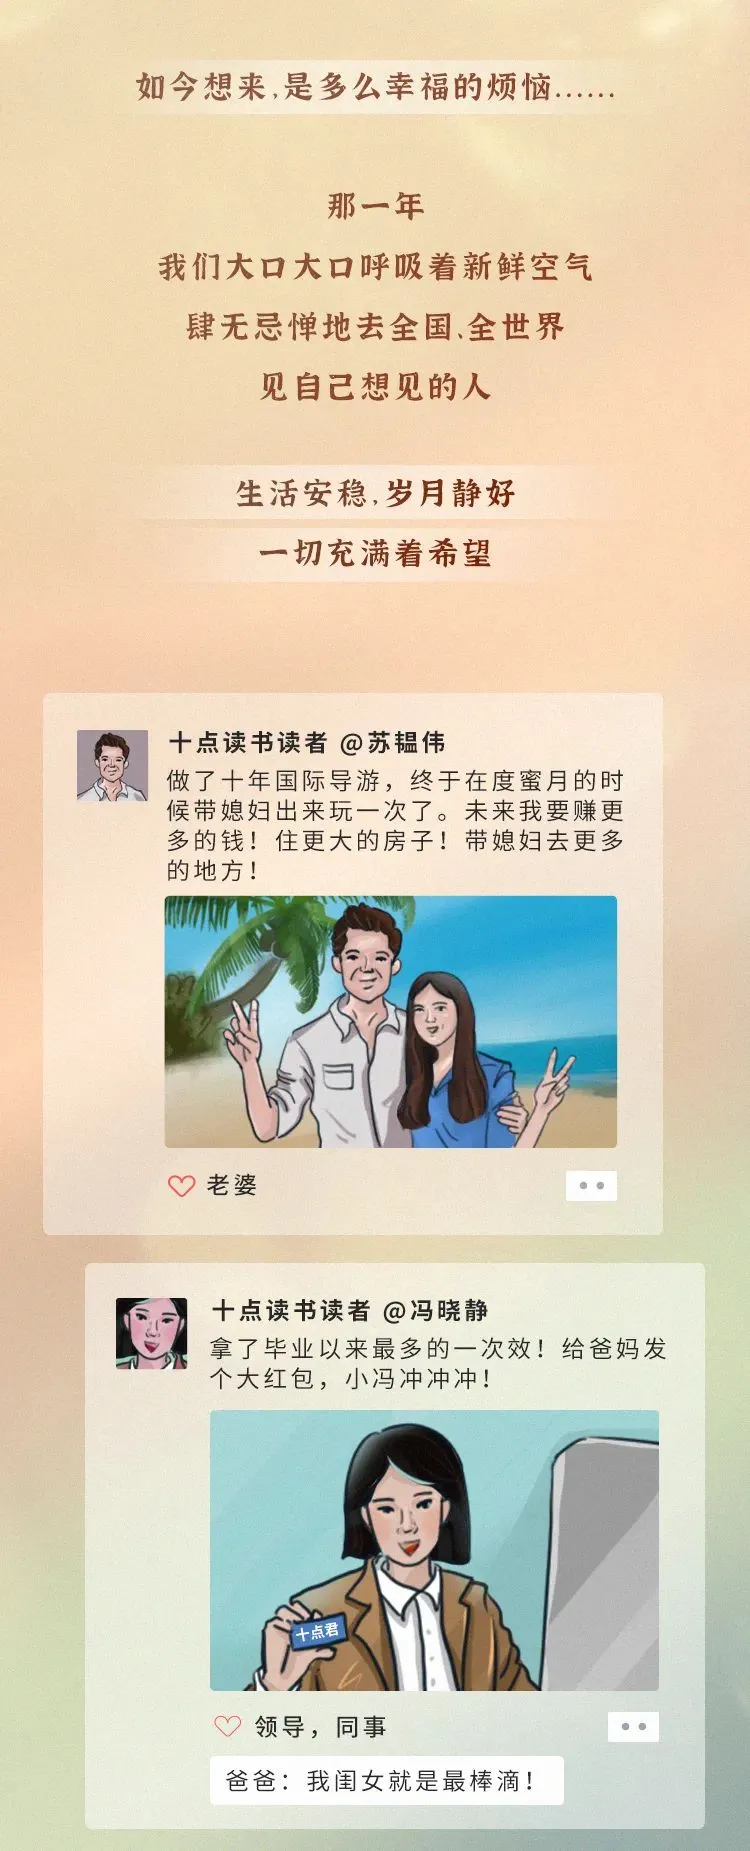 如今想来,是多么幸福的烦恼......
那一年
我们大口大口呼吸着新鲜空气
肆无忌惮地去全国、全世界
见自己想见的人
生活安稳,岁月静好
一切充满着希望
十点读书读者 @苏韫伟
做了十年国际导游，终于在度蜜月的时
候带媳妇出来玩一次了。未来我要赚更
多的钱！住更大的房子！带媳妇去更多
的地方！
老婆
十点读书读者 @冯晓静
拿了毕业以来最多的一次效！给爸妈发
个大红包，小冯冲冲冲！
十点君
领导，同事
爸爸：我闺女就是最棒滴！